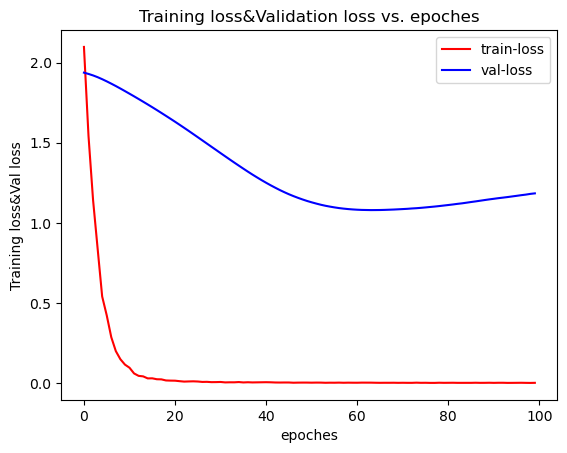 Training loss&Validation loss vs. epoches
train-loss
val-loss
Training loss&Val loss
2.0
1.5
1.0
0.5
0.0
0
20
40
60
80
100
epoches